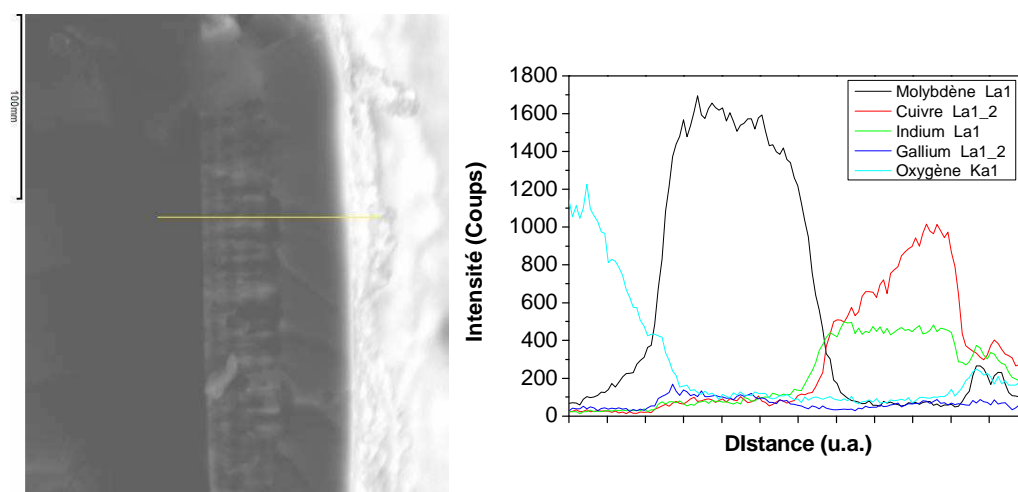 100mm
1800
1600
1400
1200
1000
800
600
400
200
0
Intensité (Coups)
DIstance (u.a.)
Molybdène La1
Cuivre La1_2
Indium La1
Gallium La1_2
Oxygène Ka1